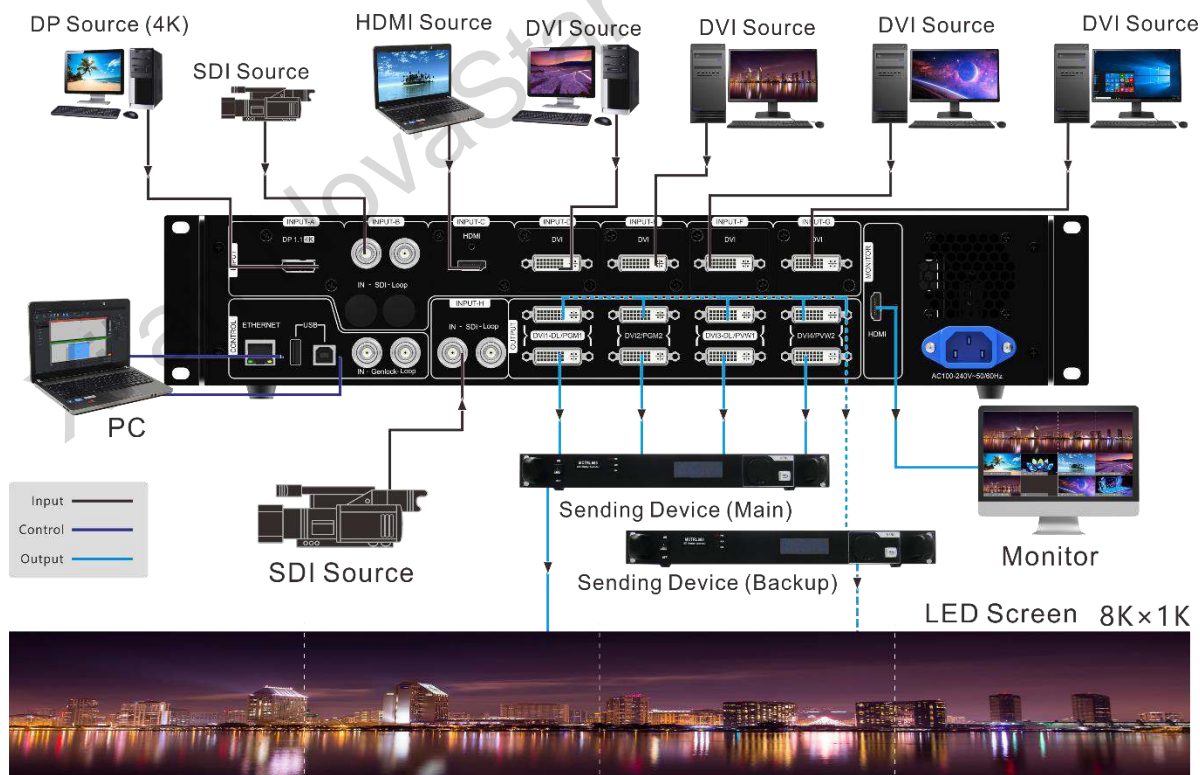 DP Source (4K)
SDI Source
HDMI Source
DVI Source
DVI Source
DVI Source
DVI Source
NovaStar
INPUT-A
INPUT-B
INPUT-C
INPUT-D
INPUT-E
INPUT-F
INPUT-G
INPUT
DP 1.1 4K
HDMI
DVI
DVI
DVI
DVI
MONITOR
IN - SDI - Loop
INPUT-H
CONTROL
ETHERNET
USB
IN - SDI - Loop
OUTPUT
DVI1-DL/PGM1
DVI2/PGM2
DVI3-DL/PVW1
DVI4/PVW2
HDMI
IN - Genlock - Loop
AC100-240V~50/60Hz
PC
Input
Control
Output
SDI Source
Sending Device (Main)
Sending Device (Backup)
Monitor
LED Screen 8K×1K